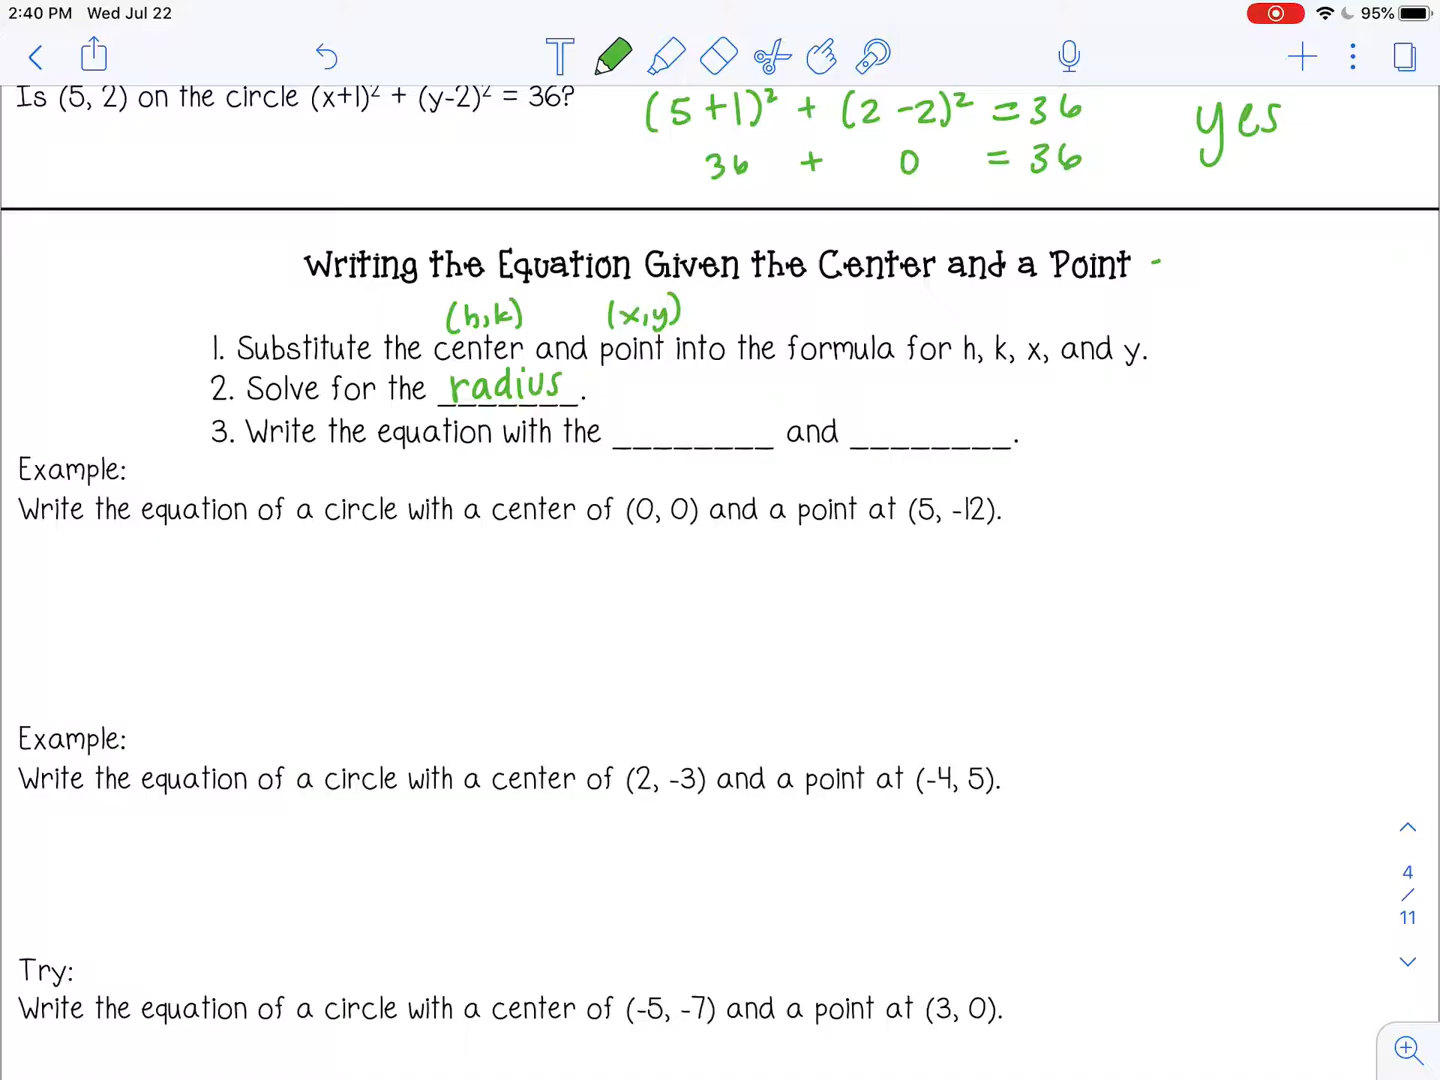 2:40 PM Wed Jul 22 95%
Is (5, 2) on the circle (x+1)² + (y-2)² = 36? (5+1)² + (2-2)² = 36 yes
36 + 0 = 36
Writing the Equation Given the Center and a Point
(h,k) (x,y)
1. Substitute the center and point into the formula for h, k, x, and y.
2. Solve for the radius.
3. Write the equation with the ________ and ________.
Example:
Write the equation of a circle with a center of (0, 0) and a point at (5, -12).
Example:
Write the equation of a circle with a center of (2, -3) and a point at (-4, 5).
4
/
11
Try:
Write the equation of a circle with a center of (-5, -7) and a point at (3, 0).